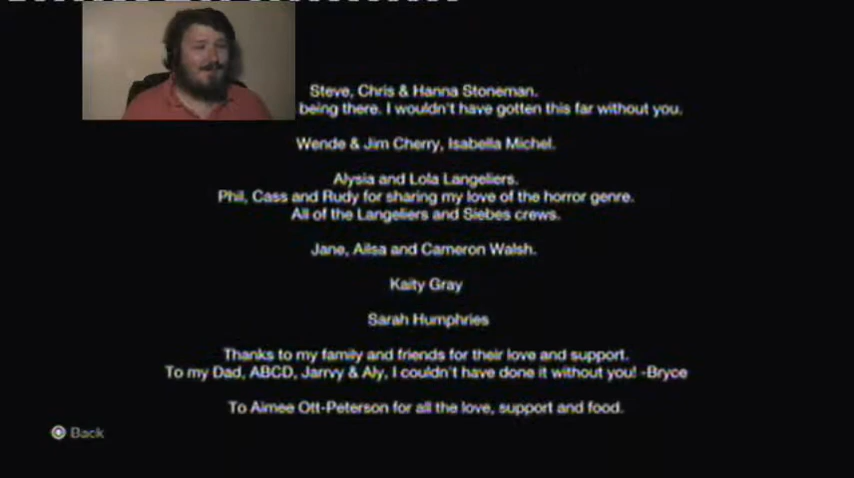 Steve, Chris & Hanna Stoneman.
being there. I wouldn't have gotten this far without you.
Wende & Jim Cherry, Isabella Michel.
Alysia and Lola Langeliers.
Phil, Cass and Rudy for sharing my love of the horror genre.
All of the Langeliers and Siebes crews.
Jane, Ailsa and Cameron Walsh.
Kaity Gray
Sarah Humphries
Thanks to my family and friends for their love and support.
To my Dad, ABCD, Jarrvy & Aly, I couldn't have done it without you! -Bryce
To Aimee Ott-Peterson for all the love, support and food.
Back